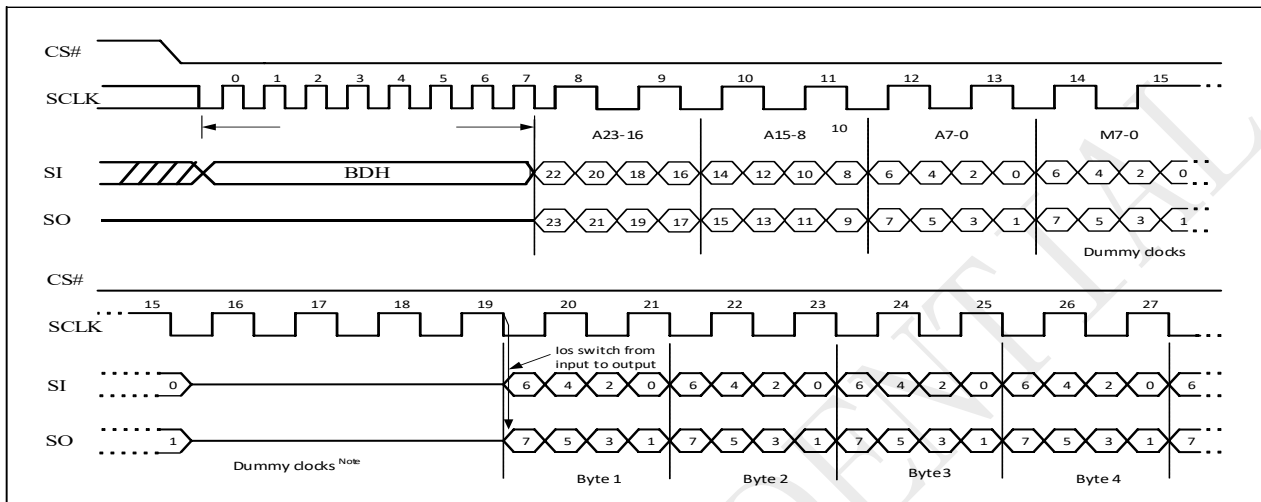 CS#
0 1 2 3 4 5 6 7 8 9 10 11 12 13 14 15
SCLK
A23-16 A15-8 10 A7-0 M7-0
SI BDH 22 20 18 16 14 12 10 8 6 4 2 0 6 4 2 0
SO 23 21 19 17 15 13 11 9 7 5 3 1 7 5 3 1
Dummy clocks
CS#
15 16 17 18 19 20 21 22 23 24 25 26 27
SCLK
Ios switch from
input to output
SI 0 6 4 2 0 6 4 2 0 6 4 2 0 6 4 2 0 6
SO 1 7 5 3 1 7 5 3 1 7 5 3 1 7 5 3 1 7
Dummy clocks Note
Byte 1 Byte 2 Byte3 Byte 4
ENTIAL